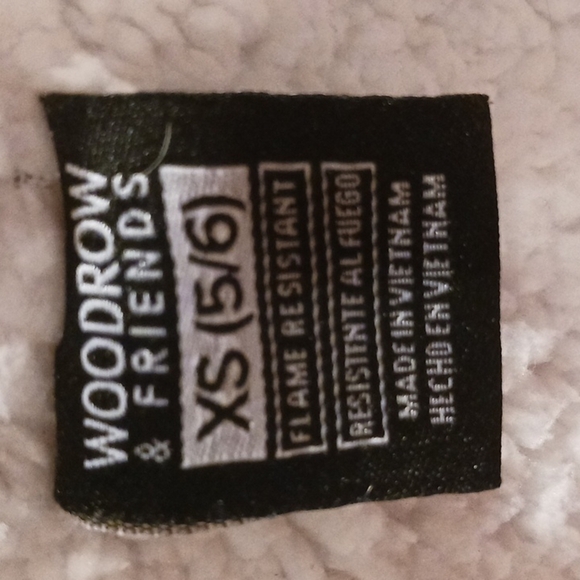 WOODROW
& FRIENDS
XS (5/6)
FLAME RESISTANT
RESISTENTE AL FUEGO
MADE IN VIETNAM
HECHO EN VIETNAM